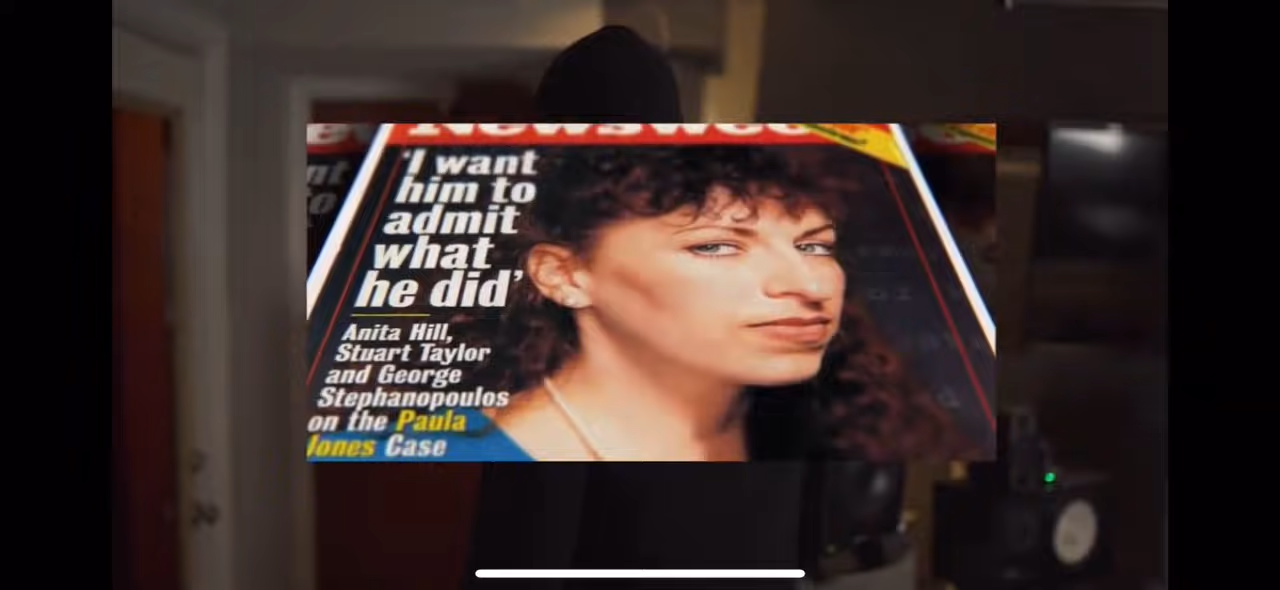 Newsweek
'I want
him to
admit
what
he did'
Anita Hill,
Stuart Taylor
and George
Stephanopoulos
on the Paula
Jones Case